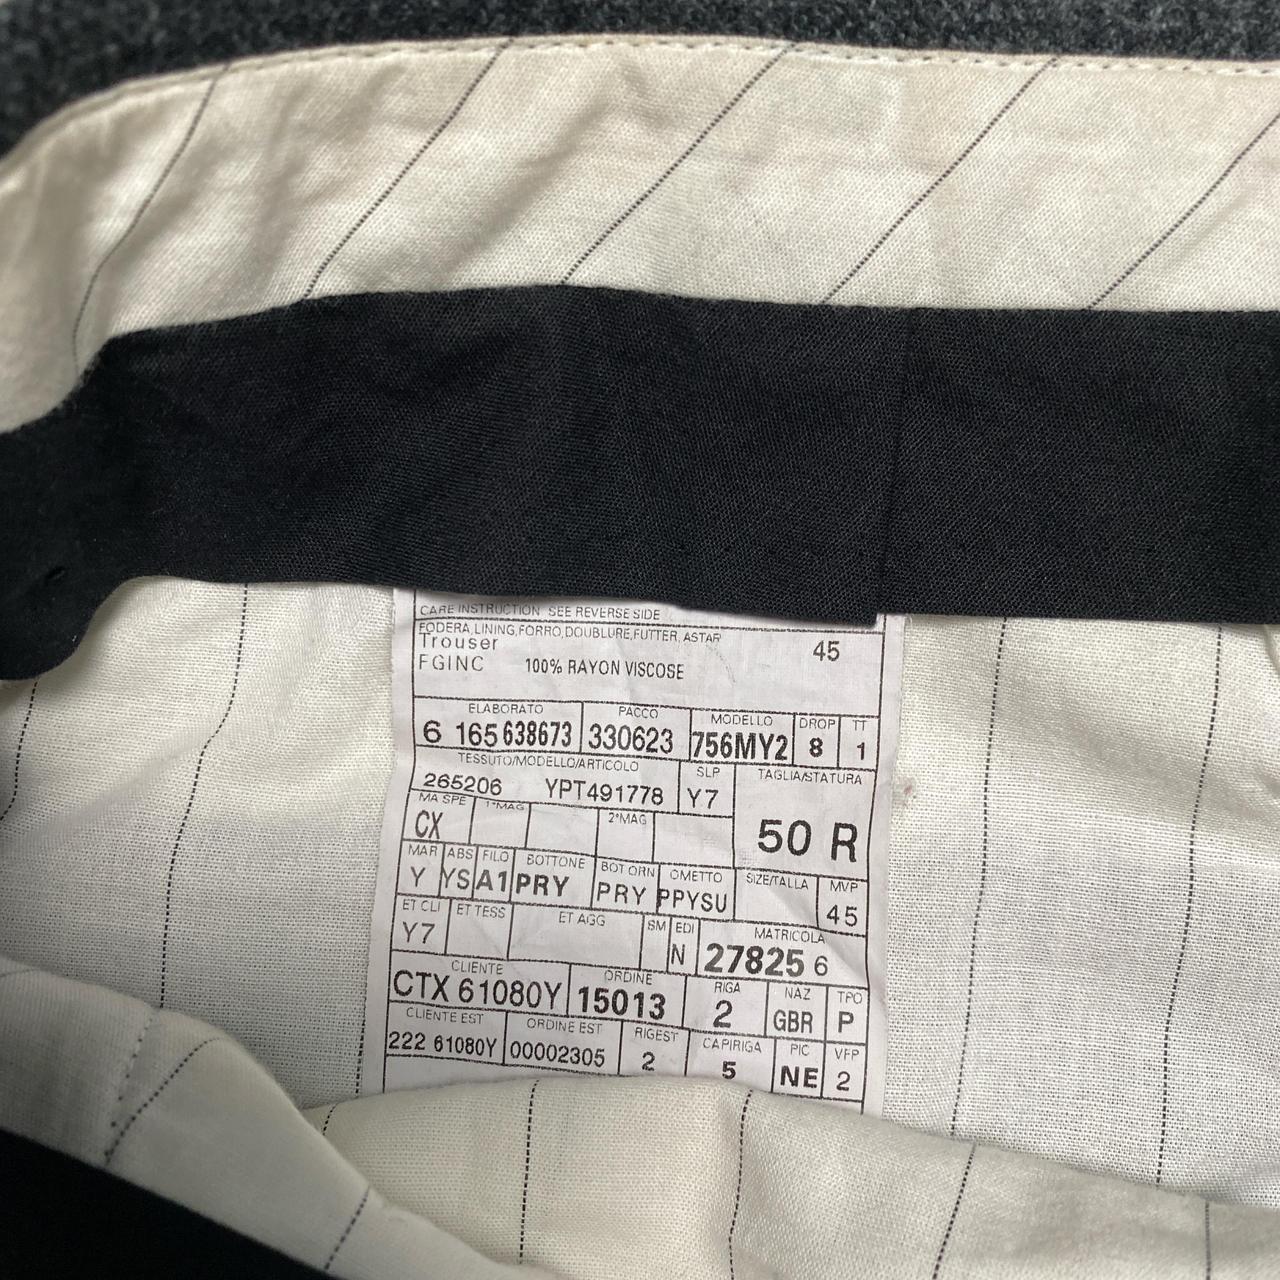 CARE INSTRUCTION SEE REVERSE SIDE
FODERA,LINING,FORRO,DOUBLURE,FUTTER, ASTAR
Trouser 45
FGINC 100% RAYON VISCOSE
ELABORATO PACCO MODELLO DROP TT
6 165 638673 330623 756MY2 8 1
TESSUTO/MODELLO/ARTICOLO SLP TAGLIA/STATURA
265206 YPT491778 Y7 50 R
MA SPE 1°MAG 2°MAG
CX
MAR ABS FILO BOTTONE BOT ORN OMETTO SIZE/TALLA MVP
Y YS A1 PRY PRY PPYSU 45
ET CLI ET TESS ET AGG SM EDI MATRICOLA
Y7 N 27825 6
CLIENTE ORDINE RIGA NAZ TPO
CTX 61080Y 15013 2 GBR P
CLIENTE EST ORDINE EST RIGEST CAPIRIGA PIC VFP
222 61080Y 00002305 2 5 NE 2